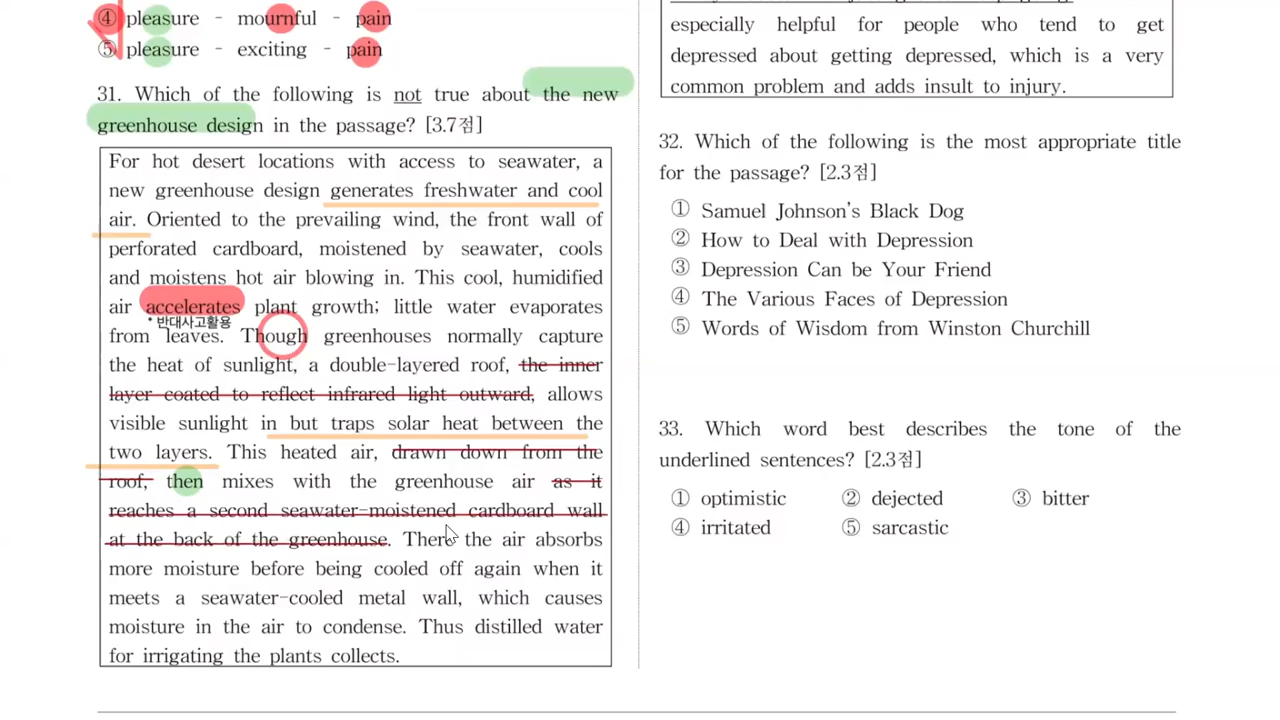 ④ pleasure - mournful - pain
⑤ pleasure - exciting - pain
31. Which of the following is not true about the new
greenhouse design in the passage? [3.7점]
For hot desert locations with access to seawater, a
new greenhouse design generates freshwater and cool
air. Oriented to the prevailing wind, the front wall of
perforated cardboard, moistened by seawater, cools
and moistens hot air blowing in. This cool, humidified
air accelerates plant growth; little water evaporates
* 반대사고활용
from leaves. Though greenhouses normally capture
the heat of sunlight, a double-layered roof, the inner
layer coated to reflect infrared light outward, allows
visible sunlight in but traps solar heat between the
two layers. This heated air, drawn down from the
roof, then mixes with the greenhouse air as it
reaches a second seawater-moistened cardboard wall
at the back of the greenhouse. There the air absorbs
more moisture before being cooled off again when it
meets a seawater-cooled metal wall, which causes
moisture in the air to condense. Thus distilled water
for irrigating the plants collects.
especially helpful for people who tend to get
depressed about getting depressed, which is a very
common problem and adds insult to injury.
32. Which of the following is the most appropriate title
for the passage? [2.3점]
① Samuel Johnson's Black Dog
② How to Deal with Depression
③ Depression Can be Your Friend
④ The Various Faces of Depression
⑤ Words of Wisdom from Winston Churchill
33. Which word best describes the tone of the
underlined sentences? [2.3점]
① optimistic ② dejected ③ bitter
④ irritated ⑤ sarcastic